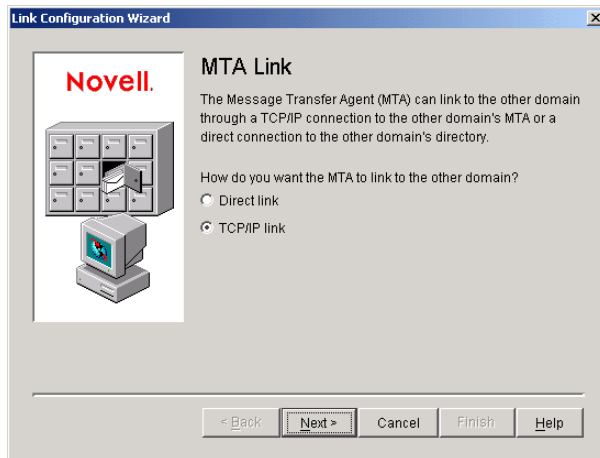 Link Configuration Wizard
Novell.
MTA Link
The Message Transfer Agent (MTA) can link to the other domain
through a TCP/IP connection to the other domain's MTA or a
direct connection to the other domain's directory.
How do you want the MTA to link to the other domain?
Direct link
TCP/IP link
< Back
Next >
Cancel
Finish
Help